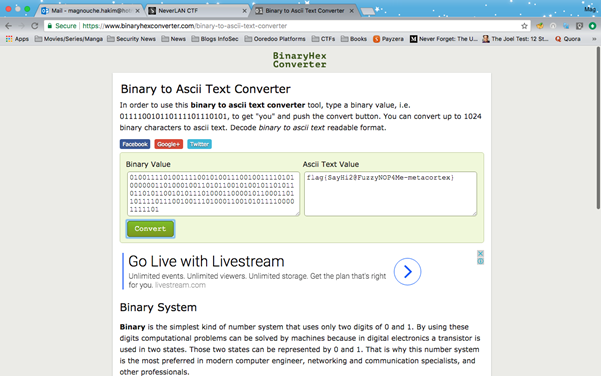 Mag
Mail - magnouche.hakim@hot
NeverLAN CTF
Binary to Ascii Text Converter
Secure https://www.binaryhexconverter.com/binary-to-ascii-text-converter
Apps Movies/Series/Manga Security News Blogs InfoSec Ooredoo Platforms CTFs Books Payzera Never Forget: The U... The Joel Test: 12 St... Quora
BinaryHex
Converter
Binary to Ascii Text Converter
In order to use this binary to ascii text converter tool, type a binary value, i.e.
011110010110111101110101, to get "you" and push the convert button. You can convert up to 1024
binary characters to ascii text. Decode binary to ascii text readable format.
Facebook Google+ Twitter
Binary Value Ascii Text Value
flag{SayHi2@FuzzyNOP4Me-metacortex}
Convert
Go Live with Livestream
Unlimited events. Unlimited viewers. Unlimited storage. Get the plan that's right
for you. livestream.com
Binary System
Binary is the simplest kind of number system that uses only two digits of 0 and 1. By using these
digits computational problems can be solved by machines because in digital electronics a transistor is
used in two states. Those two states can be represented by 0 and 1. That is why this number system
is the most preferred in modern computer engineer, networking and communication specialists, and
other professionals.